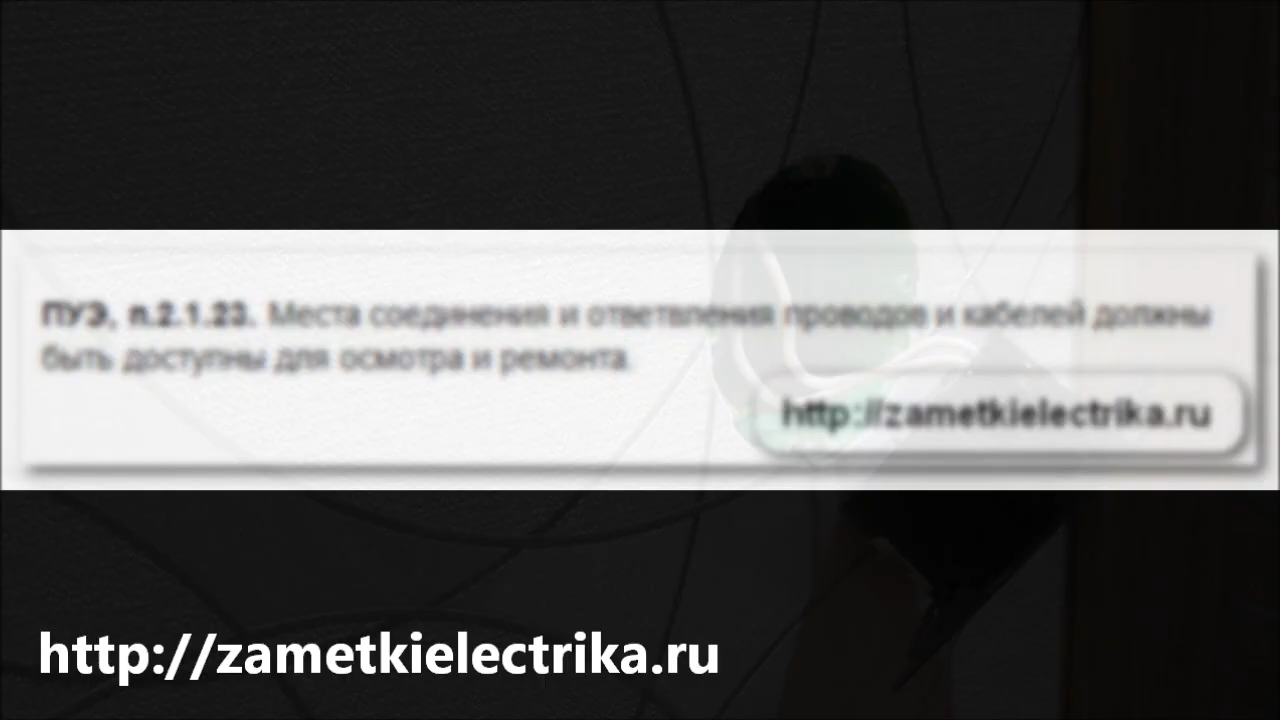 ПУЭ, п.2.1.23. Места соединения и ответвления проводов и кабелей должны
быть доступны для осмотра и ремонта.
http://zametkielectrika.ru
http://zametkielectrika.ru